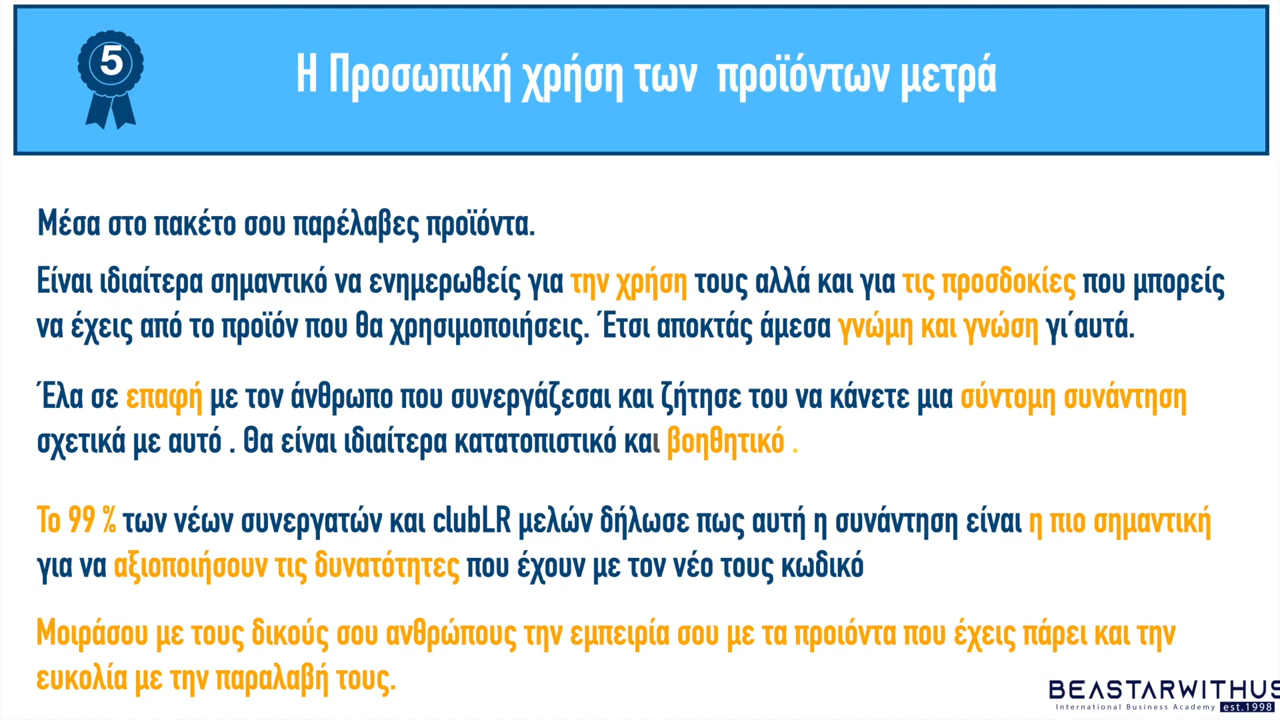 5
Η Προσωπική χρήση των προϊόντων μετρά
Μέσα στο πακέτο σου παρέλαβες προϊόντα.
Είναι ιδιαίτερα σημαντικό να ενημερωθείς για την χρήση τους αλλά και για τις προσδοκίες που μπορείς
να έχεις από το προϊόν που θα χρησιμοποιήσεις. Έτσι αποκτάς άμεσα γνώμη και γνώση γι΄αυτά.
Έλα σε επαφή με τον άνθρωπο που συνεργάζεσαι και ζήτησε του να κάνετε μια σύντομη συνάντηση
σχετικά με αυτό . Θα είναι ιδιαίτερα κατατοπιστικό και βοηθητικό .
Το 99 % των νέων συνεργατών και clubLR μελών δήλωσε πως αυτή η συνάντηση είναι η πιο σημαντική
για να αξιοποιήσουν τις δυνατότητες που έχουν με τον νέο τους κωδικό
Μοιράσου με τους δικούς σου ανθρώπους την εμπειρία σου με τα προιόντα που έχεις πάρει και την
ευκολία με την παραλαβή τους.
BEASTARWITHUS
International Business Academy est.1998